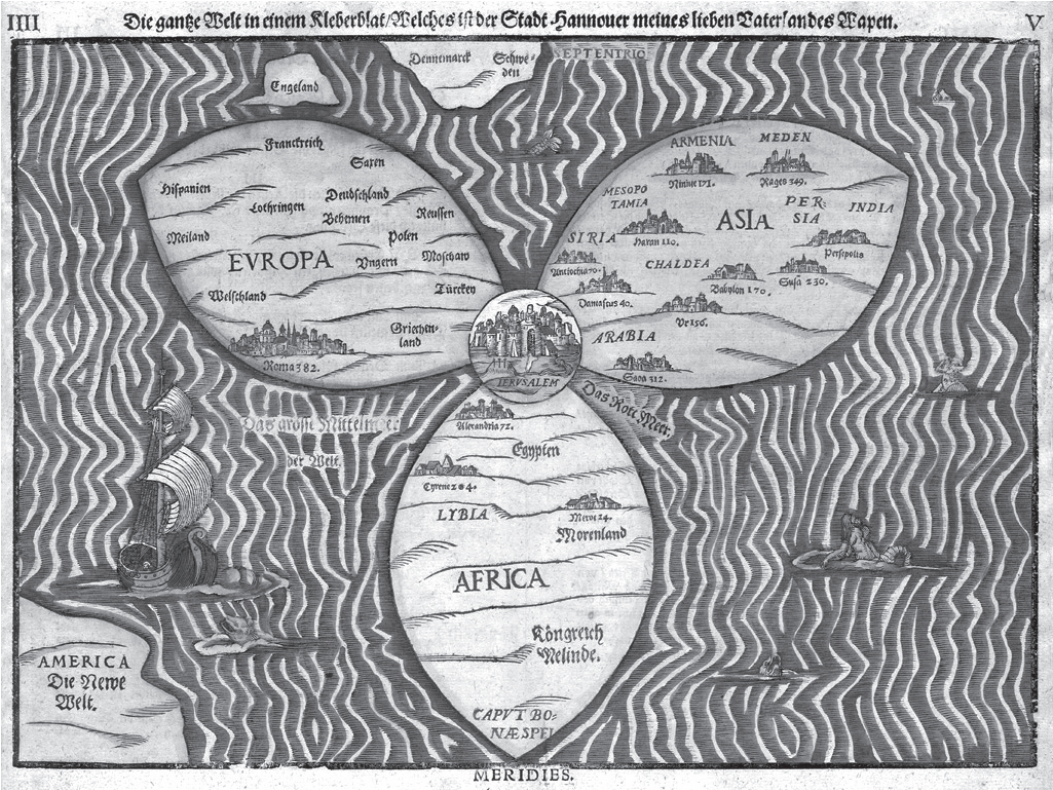 IIII
Die gantze Welt in einem Kleberblat/Welches ist der Stadt Hannouer meines lieben Vaterlandes Wapen.
V
Engeland
Dennemarck
Schwe-
den
SEPTENTRIO
Franckreich
Saxen
Hispanien
Lothringen
Deudschland
Behemen
Reussen
Meiland
Polen
EVROPA
Vngern
Moschaw
Welschland
Türckey
Griechen-
land
Roma 382.
ARMENIA
MEDEN
Niniue 171.
Rages 349.
MESOPO
TAMIA
PER-
SIA
INDIA
ASIA
SIRIA
Haran 110.
Persepolis
Antiochia 70.
CHALDEA
Babylon 170.
Susa 230.
Damascus 40.
Vr 156.
ARABIA
Saba 312.
IERVSALEM
Das grosse Mittelmeer
der Welt.
Das Rote Meer.
Alexandria 72.
Egypten
Cyrene 204.
LYBIA
Meroe 24.
Morenland
AFRICA
Köngreich
Melinde.
CAPVT BO-
NÆ SPEI
AMERICA
Die Newe
Welt.
MERIDIES.